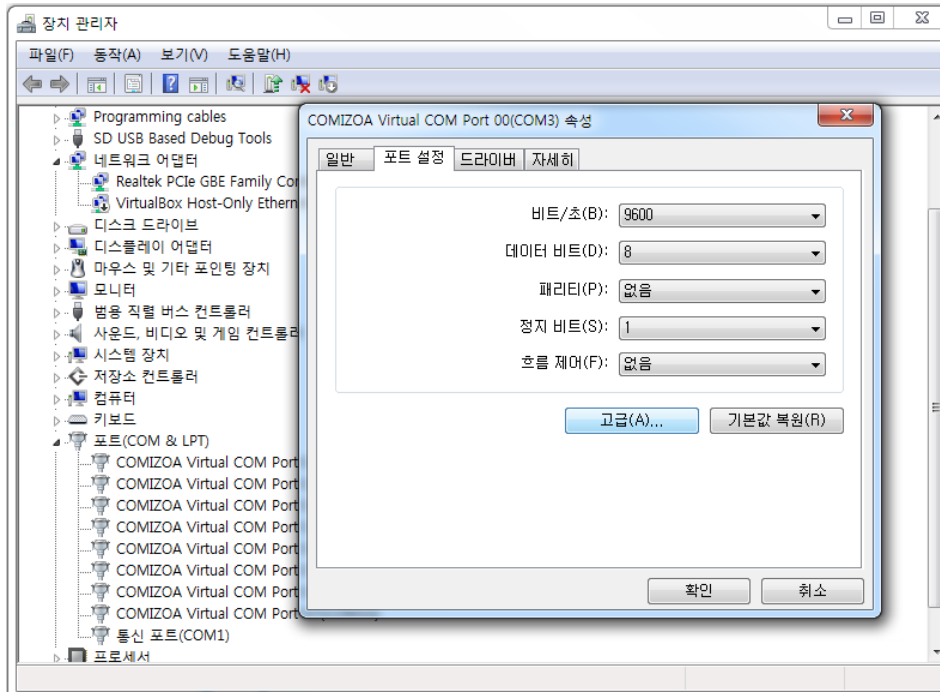 장치 관리자
파일(F) 동작(A) 보기(V) 도움말(H)
Programming cables
SD USB Based Debug Tools
네트워크 어댑터
Realtek PCIe GBE Family
VirtualBox Host-Only
디스크 드라이브
디스플레이 어댑터
마우스 및 기타 포인팅 장치
모니터
범용 직렬 버스 컨트롤러
사운드, 비디오 및 게임 컨트롤러
시스템 장치
저장소 컨트롤러
컴퓨터
키보드
포트(COM & LPT)
COMIZOA Virtual COM Port
COMIZOA Virtual COM Port
COMIZOA Virtual COM Port
COMIZOA Virtual COM Port
COMIZOA Virtual COM Port
COMIZOA Virtual COM Port
COMIZOA Virtual COM Port
COMIZOA Virtual COM Port
통신 포트(COM1)
프로세서
COMIZOA Virtual COM Port 00(COM3) 속성
일반 포트 설정 드라이버 자세히
비트/초(B): 9600
데이터 비트(D): 8
패리티(P): 없음
정지 비트(S): 1
흐름 제어(F): 없음
고급(A)... 기본값 복원(R)
확인 취소